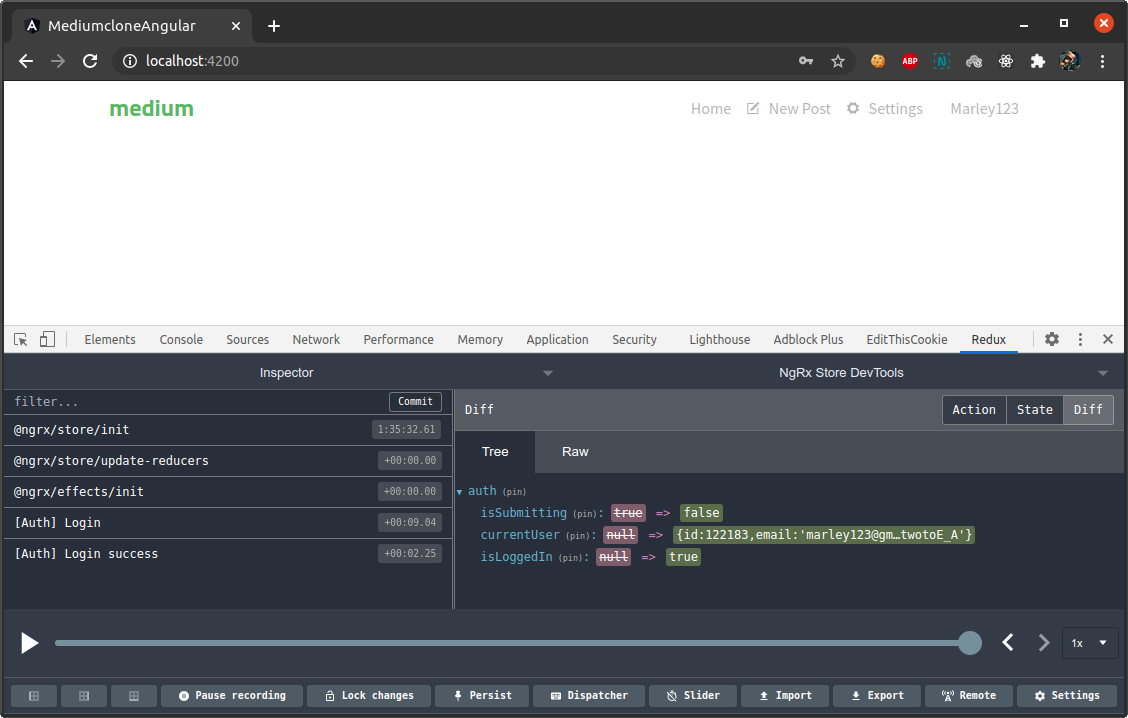 MediumcloneAngular
localhost:4200
ABP
N
medium
Home New Post Settings Marley123
Elements Console Sources Network Performance Memory Application Security Lighthouse Adblock Plus EditThisCookie Redux
Inspector NgRx Store DevTools
filter... Commit
@ngrx/store/init 1:35:32.61
@ngrx/store/update-reducers +00:00.00
@ngrx/effects/init +00:00.00
[Auth] Login +00:09.04
[Auth] Login success +00:02.25
Diff Action State Diff
Tree Raw
auth (pin)
isSubmitting (pin): true => false
currentUser (pin): null => {id:122183,email:'marley123@gm…twotoE_A'}
isLoggedIn (pin): null => true
1x
Pause recording Lock changes Persist Dispatcher Slider Import Export Remote Settings